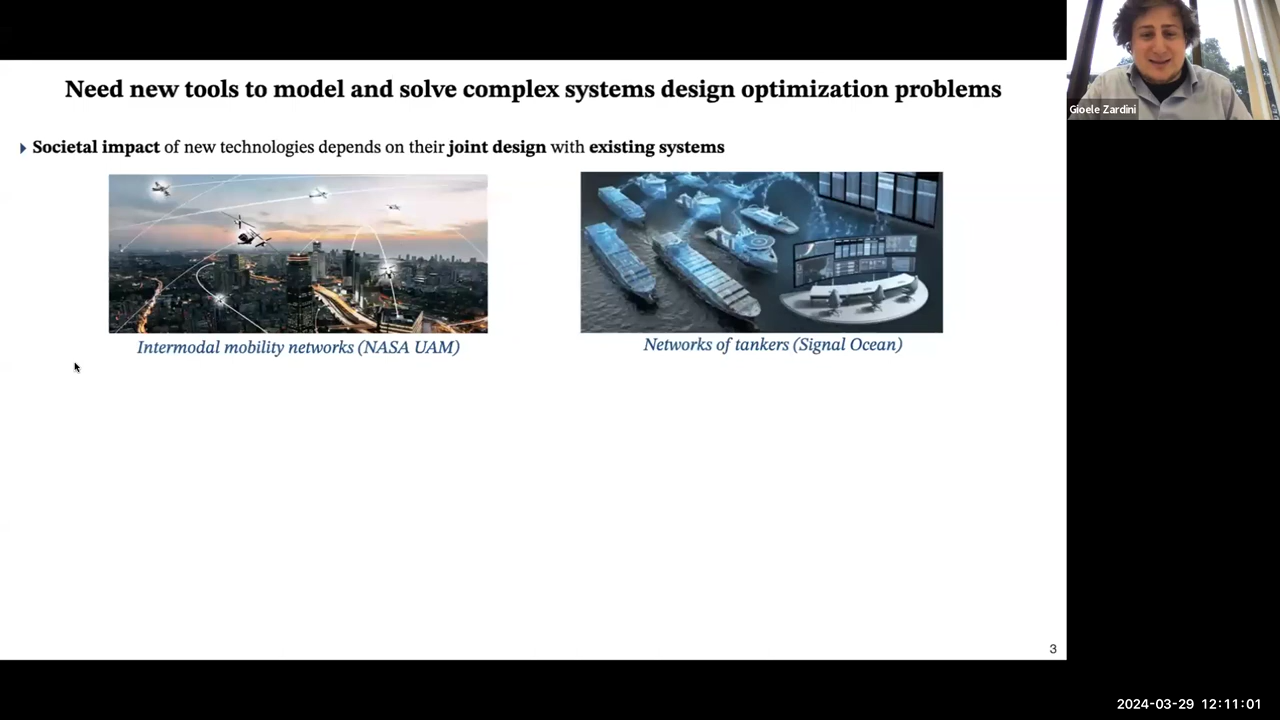 Need new tools to model and solve complex systems design optimization problems
Gioele Zardini
Societal impact of new technologies depends on their joint design with existing systems
Intermodal mobility networks (NASA UAM)
Networks of tankers (Signal Ocean)
3
2024-03-29 12:11:01